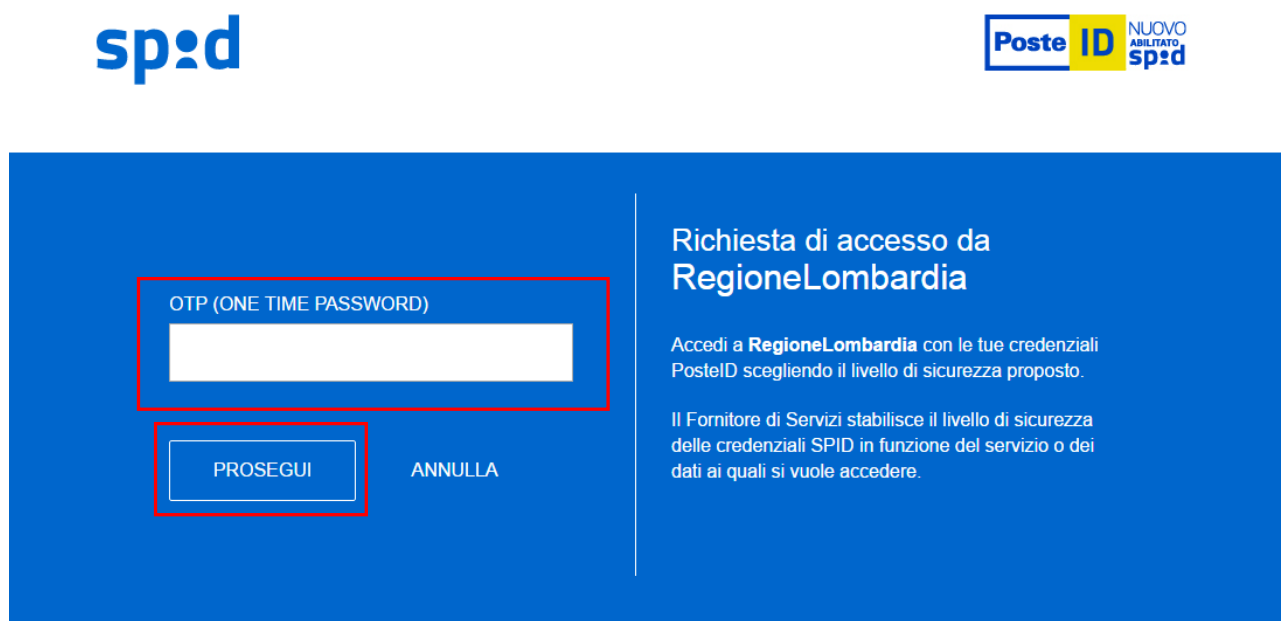 spid
Poste ID NUOVO
ABILITATO
spid
OTP (ONE TIME PASSWORD)
PROSEGUI ANNULLA
Richiesta di accesso da
RegioneLombardia
Accedi a RegioneLombardia con le tue credenziali
PosteID scegliendo il livello di sicurezza proposto.
Il Fornitore di Servizi stabilisce il livello di sicurezza
delle credenziali SPID in funzione del servizio o dei
dati ai quali si vuole accedere.